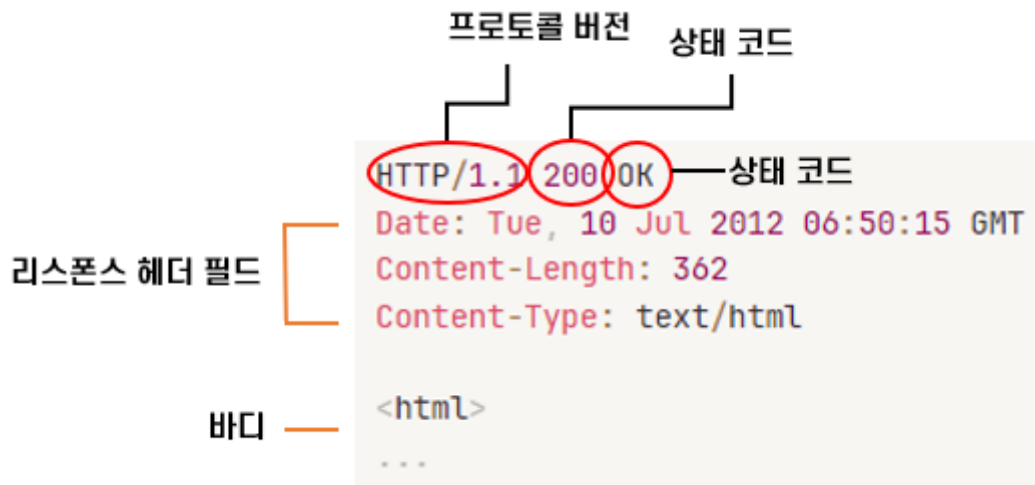 프로토콜 버전
상태 코드
HTTP/1.1 200 OK 상태 코드
Date: Tue, 10 Jul 2012 06:50:15 GMT
리스폰스 헤더 필드
Content-Length: 362
Content-Type: text/html
<html>
바디
...